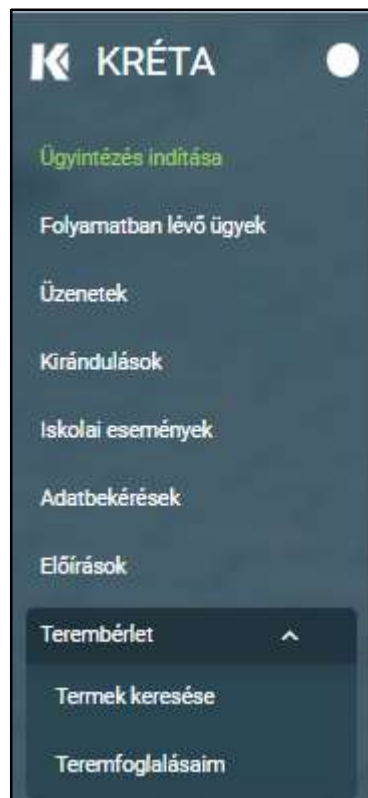 KRÉTA
Ügyintézés indítása
Folyamatban lévő ügyek
Üzenetek
Kirándulások
Iskolai események
Adatbekérések
Előírások
Terembérlet
Termek keresése
Teremfoglalásaim